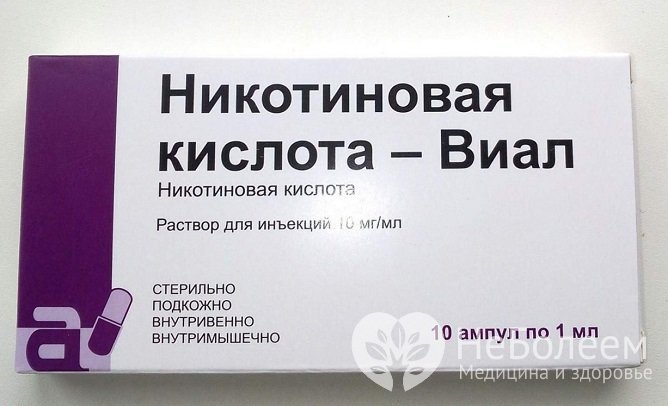 Никотиновая
кислота – Виал
Никотиновая кислота
Раствор для инъекций 10 мг/мл
СТЕРИЛЬНО
ПОДКОЖНО
ВНУТРИВЕННО
ВНУТРИМЫШЕЧНО
10 ампул по 1 мл
a
НеБолеем
Медицина и здоровье